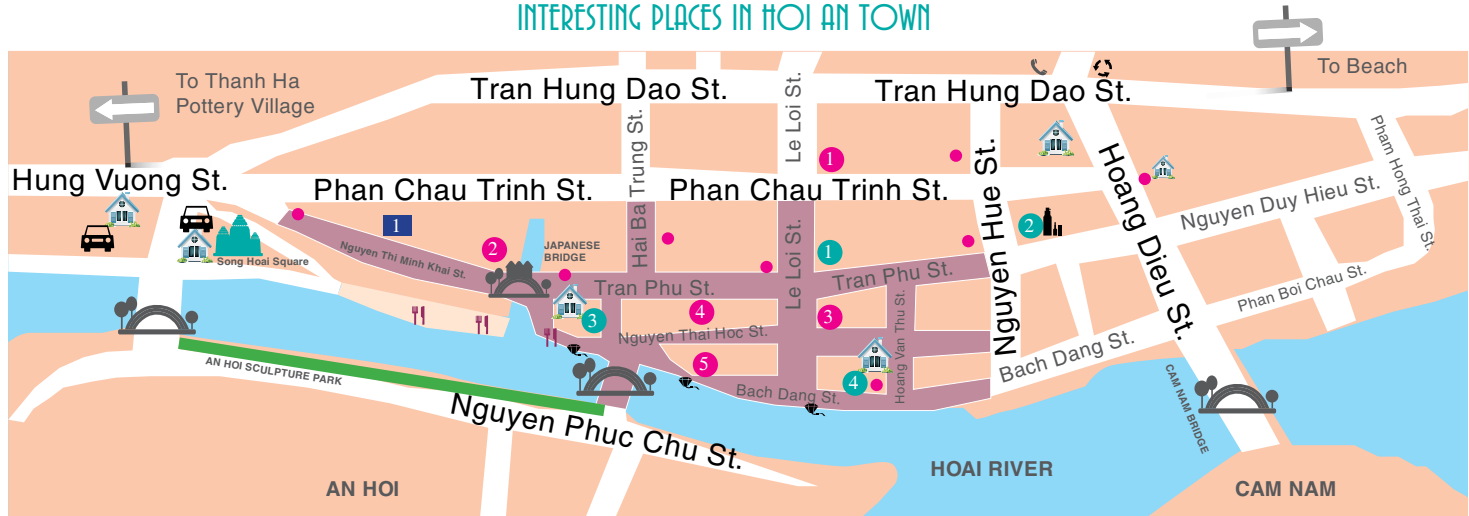 INTERESTING PLACES IN HOI AN TOWN
To Thanh Ha
Pottery Village
To Beach
Tran Hung Dao St.
Tran Hung Dao St.
Hung Vuong St.
Phan Chau Trinh St.
Phan Chau Trinh St.
Hai Ba Trung St.
Le Loi St.
Le Loi St.
Nguyen Hue St.
Hoang Dieu St.
Pham Hong Thai St.
Nguyen Duy Hieu St.
Phan Boi Chau St.
1
1
2
1
2
Nguyen Thi Minh Khai St.
JAPANESE
BRIDGE
Song Hoai Square
Tran Phu St.
Tran Phu St.
3
4
3
Nguyen Thai Hoc St.
Hoang Van Thu St.
5
4
Bach Dang St.
Bach Dang St.
AN HOI SCULPTURE PARK
Nguyen Phuc Chu St.
CAM NAM BRIDGE
HOAI RIVER
AN HOI
CAM NAM